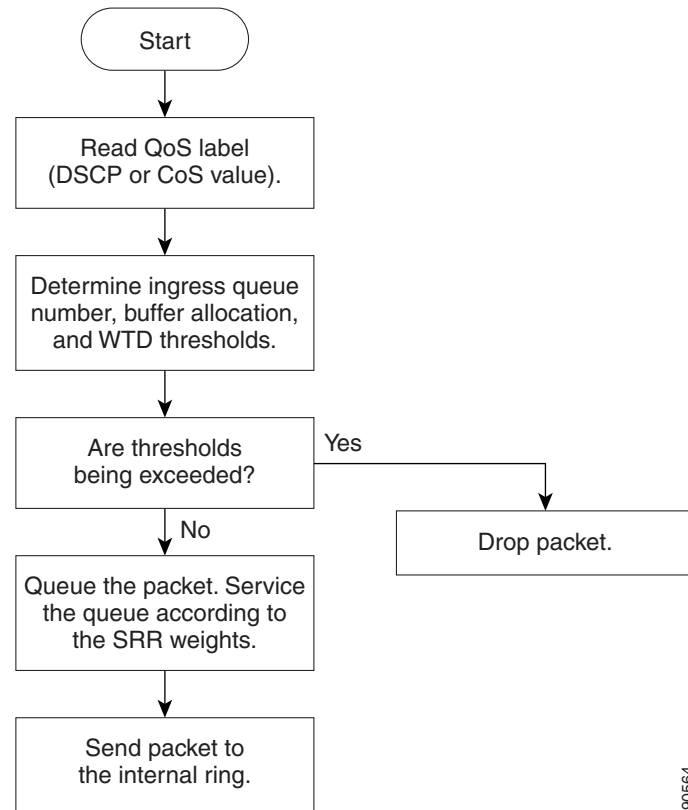 Start
Read QoS label
(DSCP or CoS value).
Determine ingress queue
number, buffer allocation,
and WTD thresholds.
Are thresholds
being exceeded?
Yes
No
Drop packet.
Queue the packet. Service
the queue according to
the SRR weights.
Send packet to
the internal ring.
90564